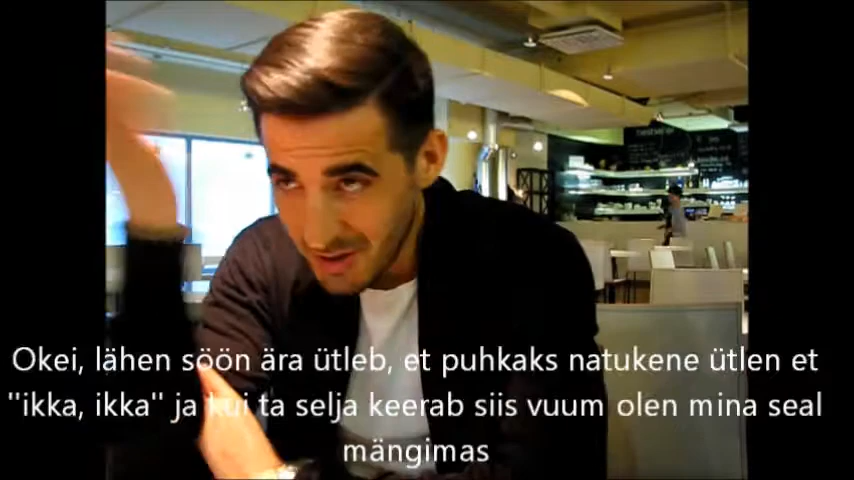 Okei, lähen söön ära ütleb, et puhkaks natukene ütlen et
"ikka, ikka" ja kui ta selja keerab siis vuum olen mina seal
mängimas